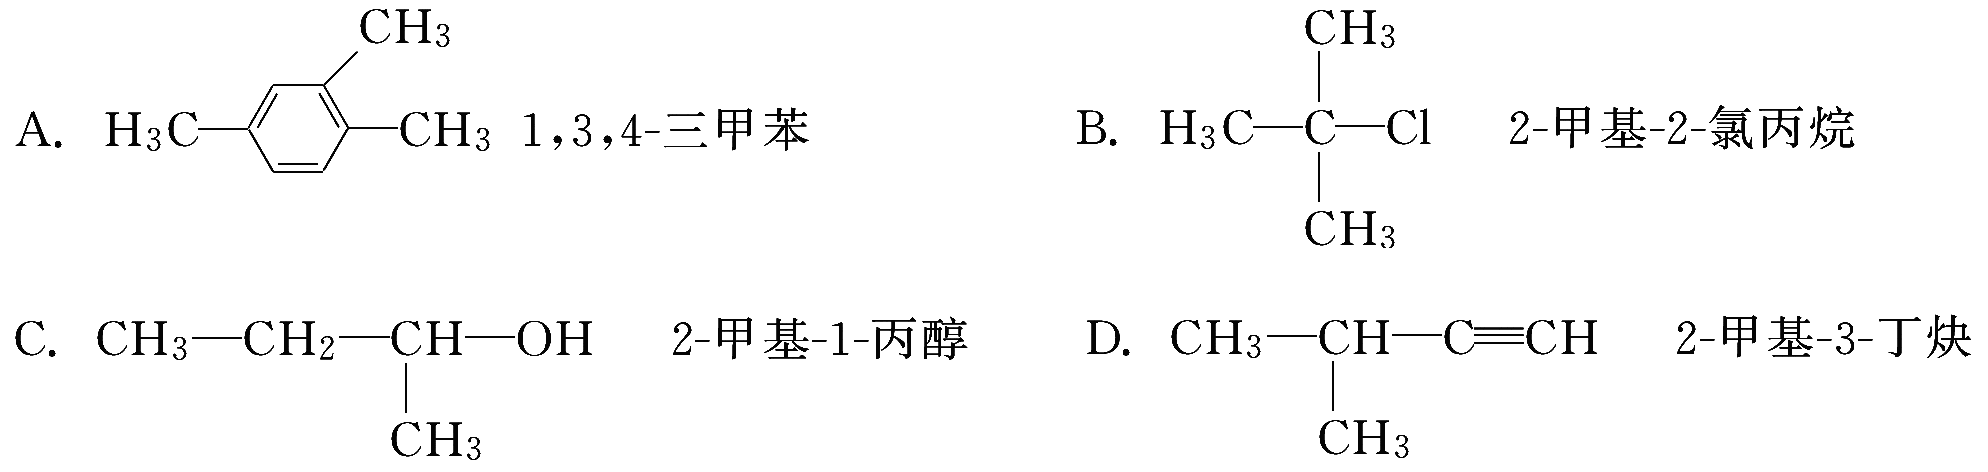 CH₃
A. H₃C CH₃ 1,3,4-三甲苯
CH₃
B. H₃C—C—Cl 2-甲基-2-氯丙烷
CH₃
C. CH₃—CH₂—CH—OH 2-甲基-1-丙醇
CH₃
D. CH₃—CH—C≡CH 2-甲基-3-丁炔
CH₃